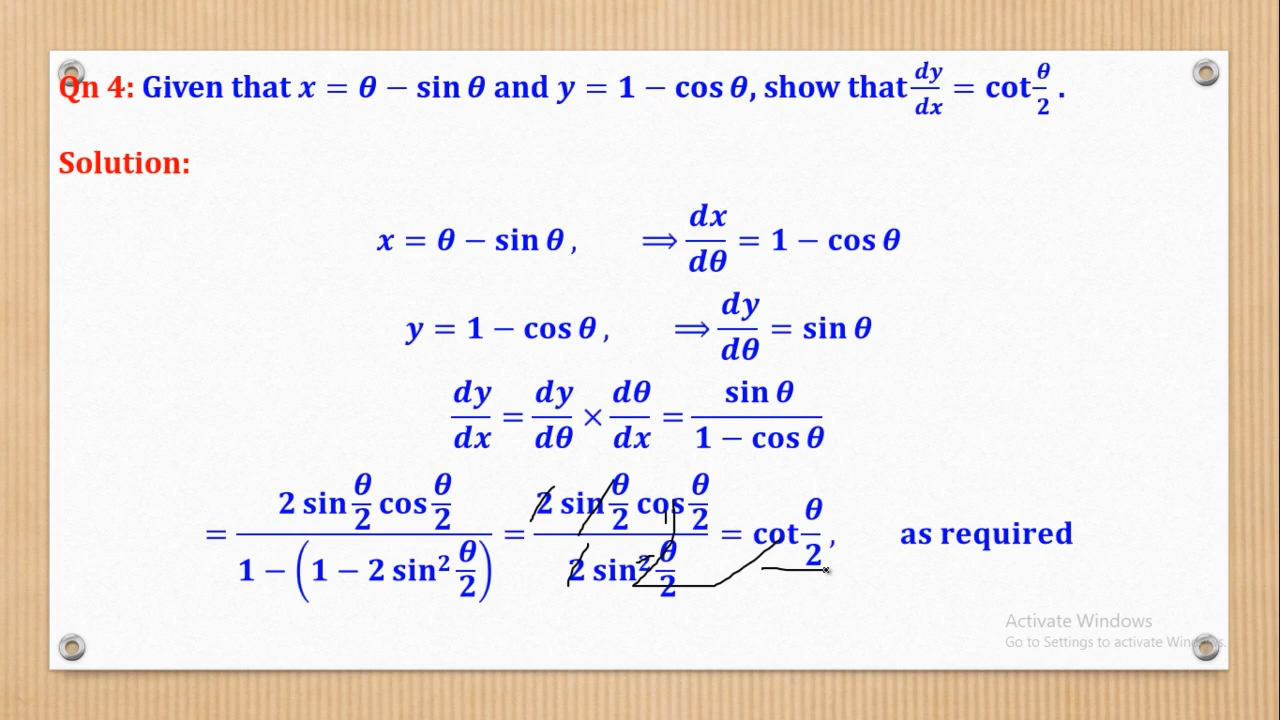 Qn 4: Given that x = θ − sin θ and y = 1 − cos θ, show that dy/dx = cot θ/2 .
Solution:
x = θ − sin θ , ⟹ dx/dθ = 1 − cos θ
y = 1 − cos θ , ⟹ dy/dθ = sin θ
dy/dx = dy/dθ × dθ/dx = sin θ/(1 − cos θ)
= (2 sin θ/2 cos θ/2)/(1 − (1 − 2 sin² θ/2)) = (2 sin θ/2 cos θ/2)/(2 sin² θ/2) = cot θ/2 , as required
Activate Windows
Go to Settings to activate Windows.